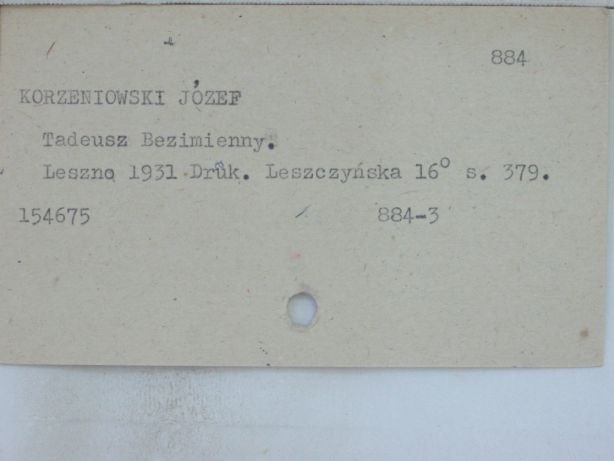 884
KORZENIOWSKI JÓZEF
Tadeusz Bezimienny.
Leszno 1931 Druk. Leszczyńska 16° s. 379.
154675 884-3